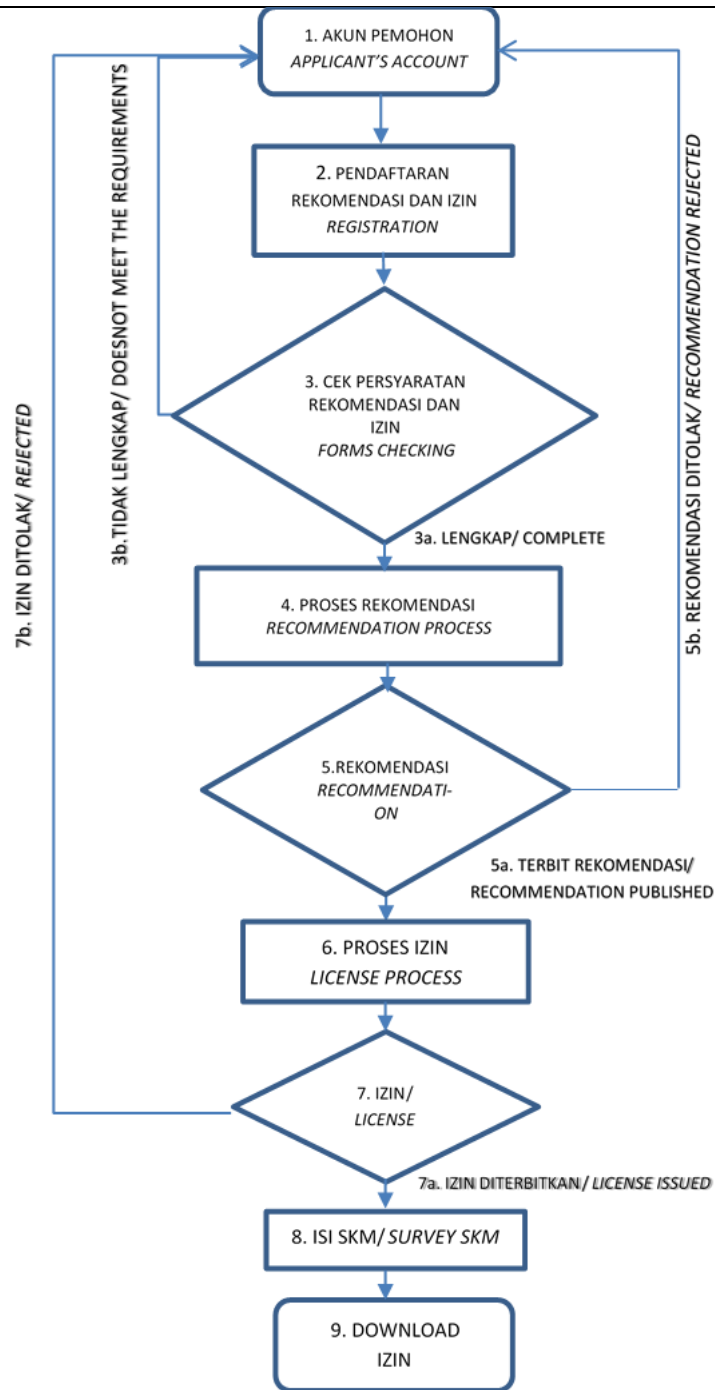 1. AKUN PEMOHON
APPLICANT'S ACCOUNT
2. PENDAFTARAN
REKOMENDASI DAN IZIN
REGISTRATION
3. CEK PERSYARATAN
REKOMENDASI DAN
IZIN
FORMS CHECKING
3b.TIDAK LENGKAP/ DOESNOT MEET THE REQUIREMENTS
3a. LENGKAP/ COMPLETE
4. PROSES REKOMENDASI
RECOMMENDATION PROCESS
5.REKOMENDASI
RECOMMENDATI-
ON
5b. REKOMENDASI DITOLAK/ RECOMMENDATION REJECTED
5a. TERBIT REKOMENDASI/
RECOMMENDATION PUBLISHED
6. PROSES IZIN
LICENSE PROCESS
7. IZIN/
LICENSE
7b. IZIN DITOLAK/ REJECTED
7a. IZIN DITERBITKAN/ LICENSE ISSUED
8. ISI SKM/ SURVEY SKM
9. DOWNLOAD
IZIN